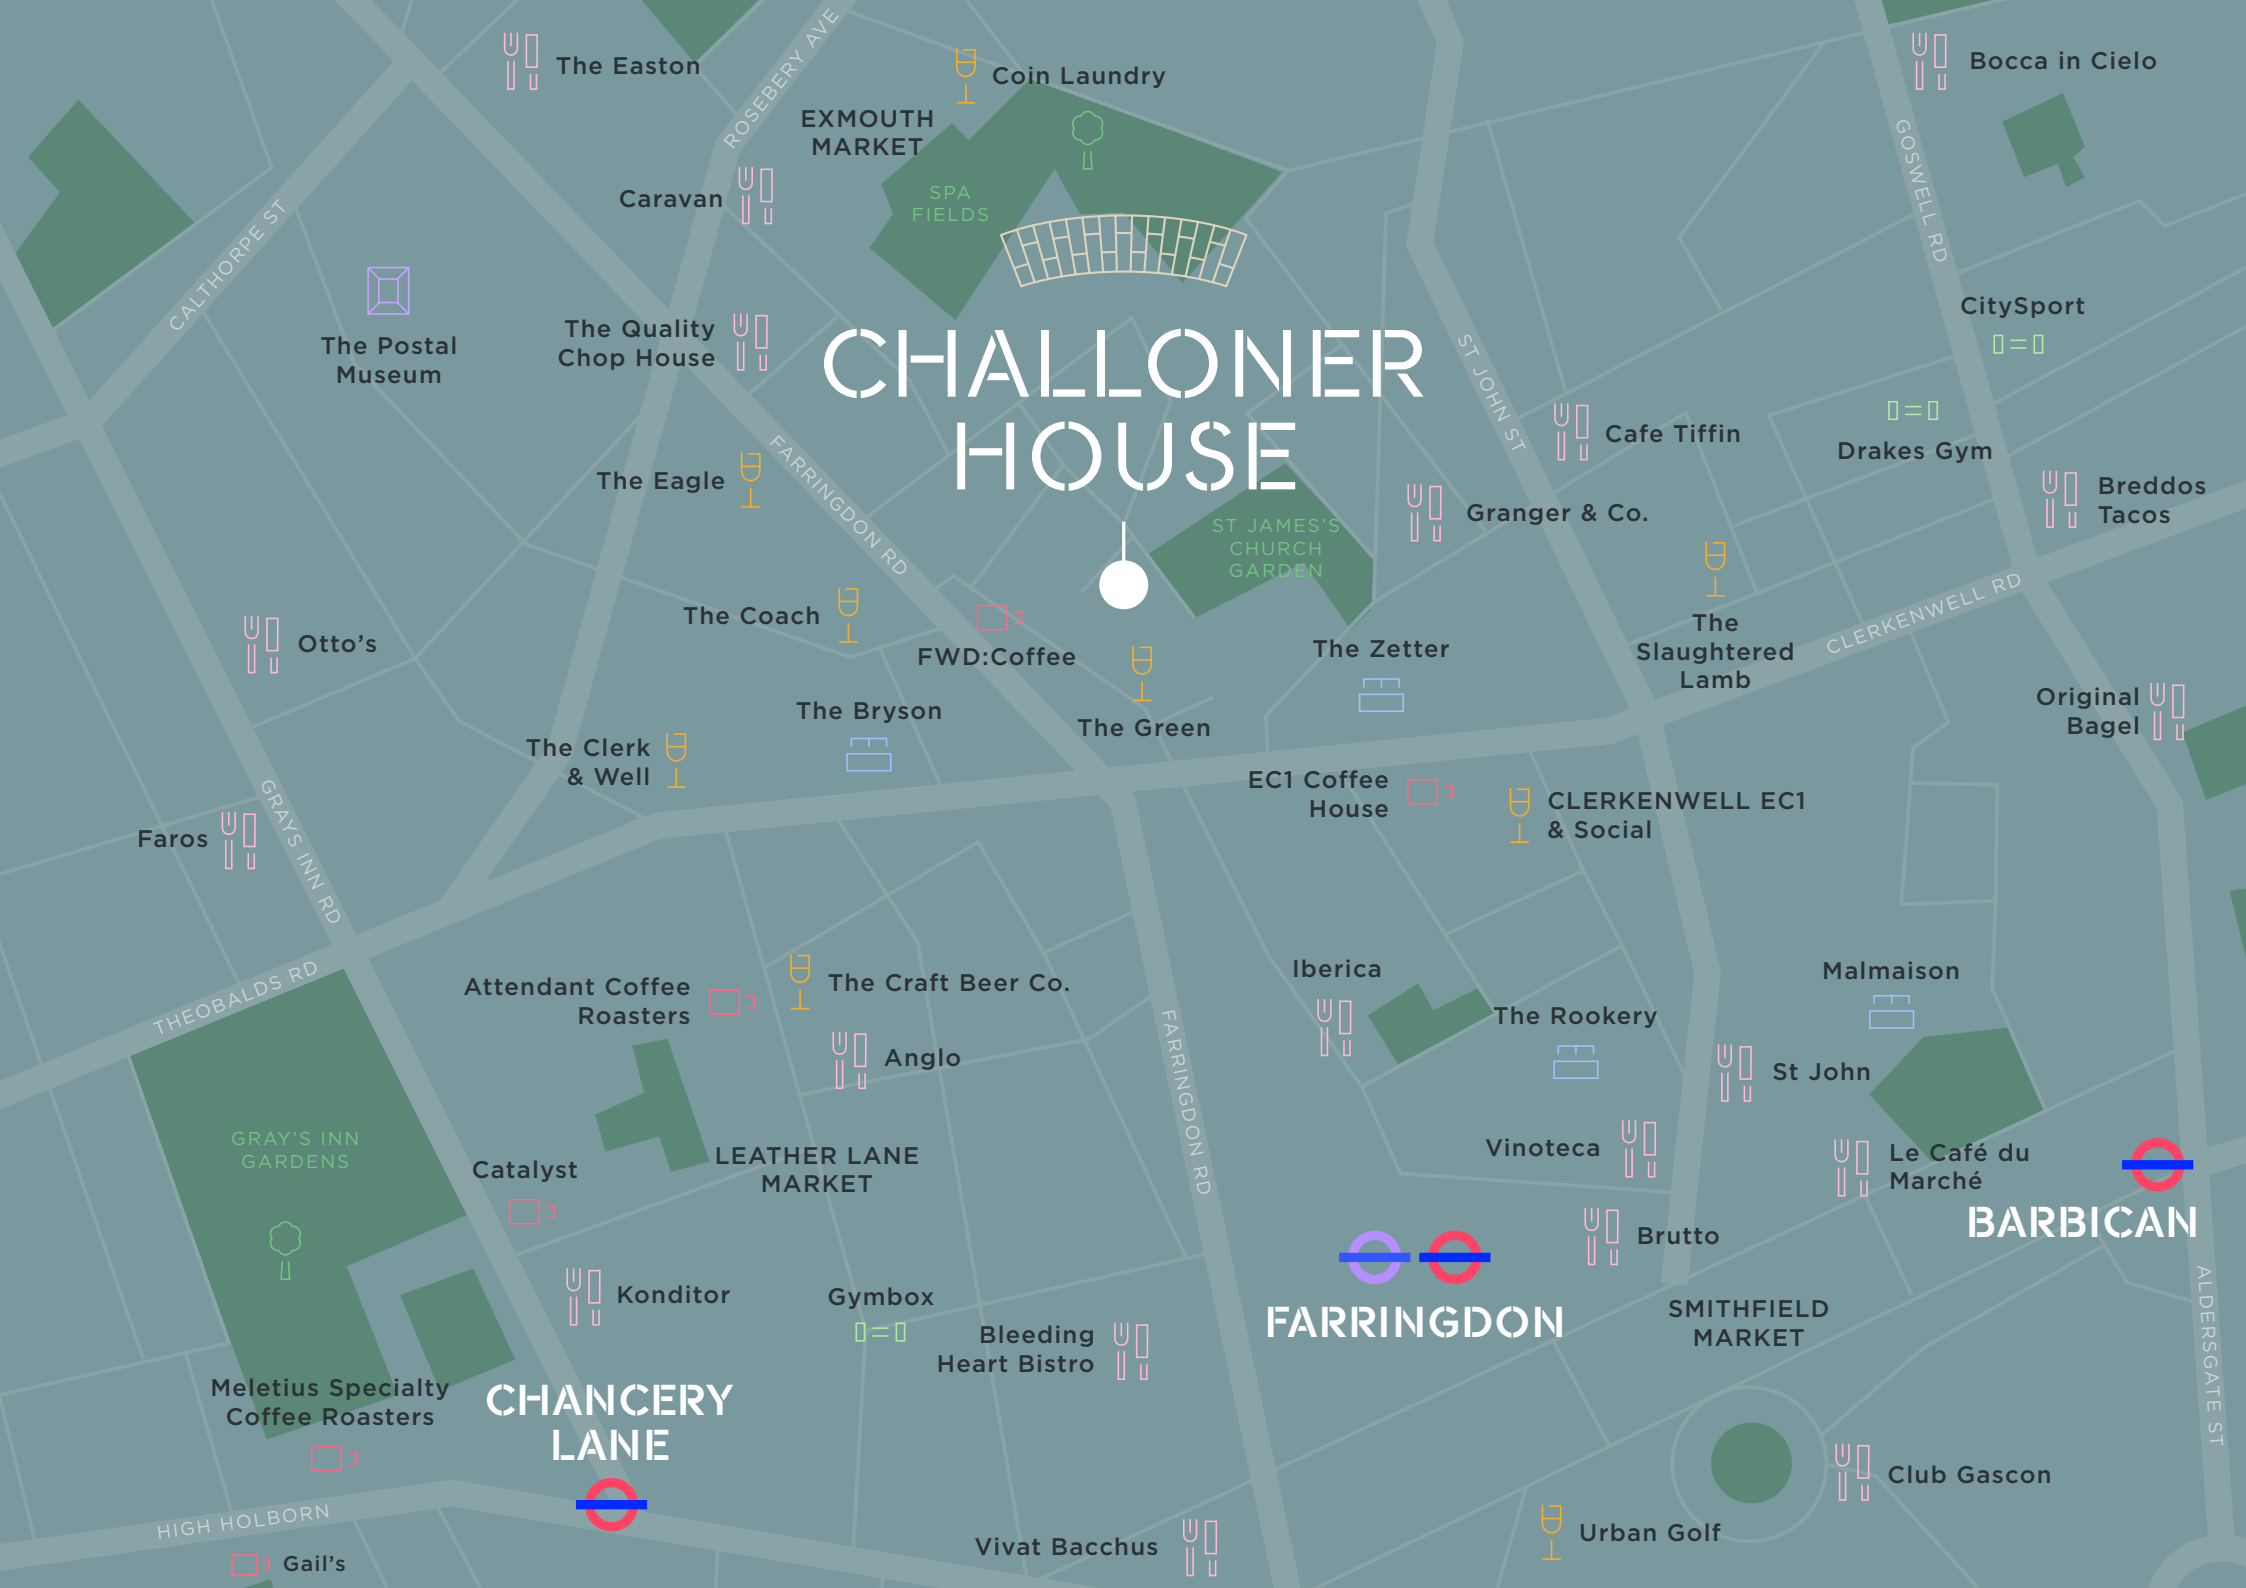 The Easton
ROSEBERY AVE
Coin Laundry
Bocca in Cielo
EXMOUTH
MARKET
GOSWELL RD
Caravan
SPA
FIELDS
CALTHORPE ST
The Postal
Museum
The Quality
Chop House
CHALLONER
HOUSE
ST JOHN ST
CitySport
Cafe Tiffin
Drakes Gym
The Eagle
FARRINGDON RD
Granger & Co.
Breddos
Tacos
ST JAMES'S
CHURCH
GARDEN
The Coach
FWD:Coffee
Otto's
The Zetter
The
Slaughtered
Lamb
CLERKENWELL RD
Original
Bagel
The Bryson
The Green
The Clerk
& Well
EC1 Coffee
House
CLERKENWELL EC1
& Social
Faros
GRAYS INN RD
THEOBALDS RD
Attendant Coffee
Roasters
The Craft Beer Co.
Iberica
Malmaison
The Rookery
Anglo
FARRINGDON RD
St John
GRAY'S INN
GARDENS
Catalyst
LEATHER LANE
MARKET
Vinoteca
Le Café du
Marché
BARBICAN
Brutto
Konditor
Gymbox
FARRINGDON
SMITHFIELD
MARKET
ALDERSGATE ST
Bleeding
Heart Bistro
Meletius Specialty
Coffee Roasters
CHANCERY
LANE
Club Gascon
HIGH HOLBORN
Vivat Bacchus
Urban Golf
Gail's